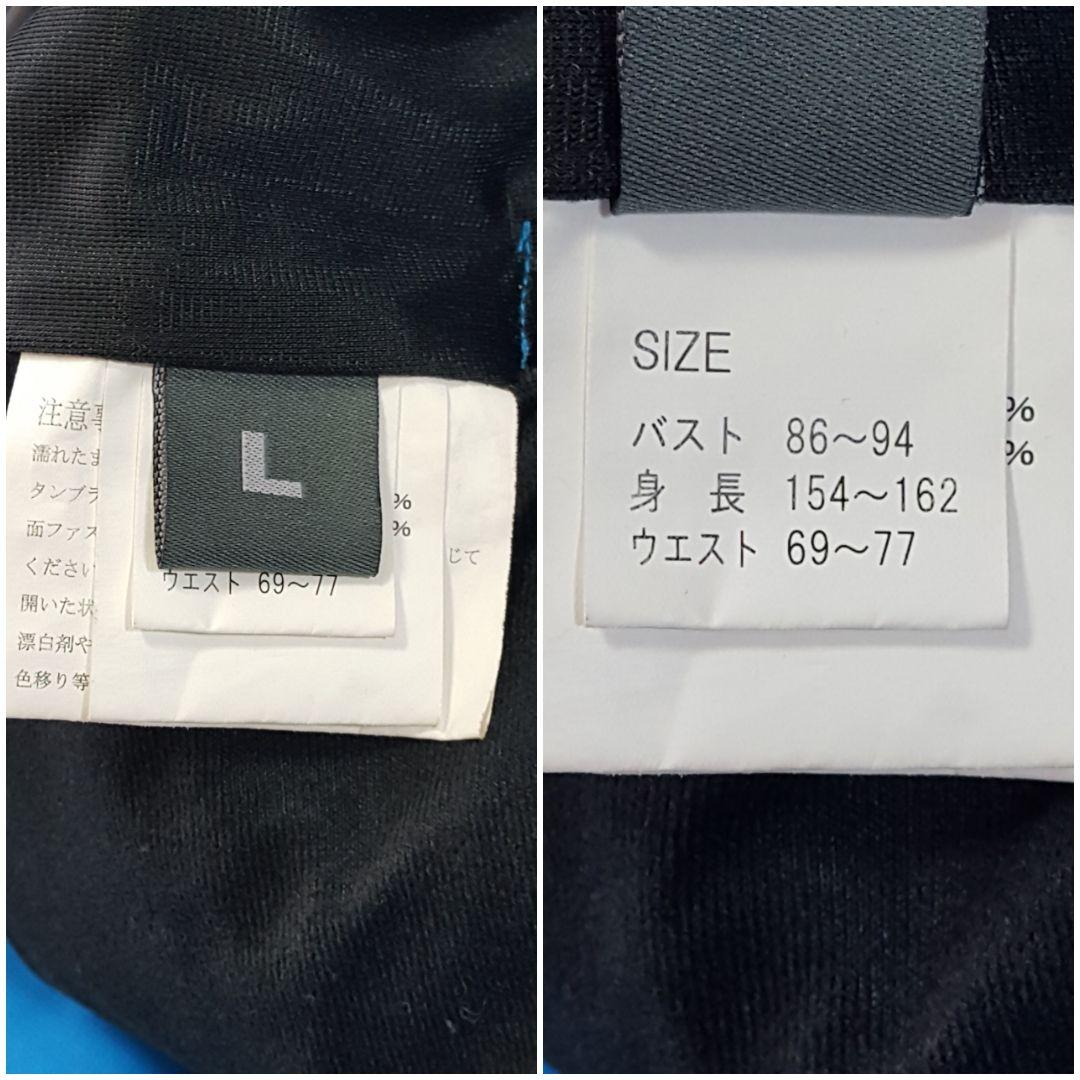 注意
濡れたま
タンブラ
面ファス
ください
開いた状
漂白剤や
色移り等
L
%
%
じて
ウエスト 69〜77
SIZE
バスト 86〜94
身 長 154〜162
ウエスト 69〜77
%
%